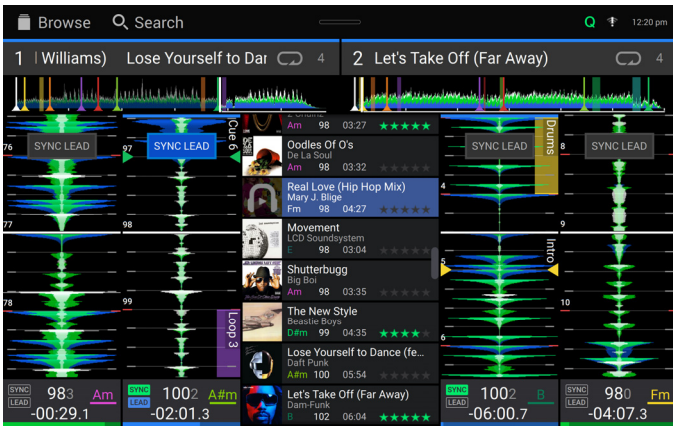 Browse
Search
Q
12:20 pm
1 Williams) Lose Yourself to Dar 4
2 Let's Take Off (Far Away) 4
SYNC LEAD
76
77
78
SYNC
LEAD
983 Am
-00:29.1
Cue 6
SYNC LEAD
97
98
99
Loop 3
SYNC
LEAD
1002 A#m
-02:01.3
Am 98 03:27 ★★★★★
Oodles Of O's
De La Soul
Am 98 03:32 ★★★★★
Real Love (Hip Hop Mix)
Mary J. Blige
Fm 98 04:27 ★★★★★
Movement
LCD Soundsystem
E 98 03:04 ★★★★★
Shutterbugg
Big Boi
Am 98 03:35 ★★★★★
The New Style
Beastie Boys
D#m 99 04:35 ★★★★★
Lose Yourself to Dance (fe...
Daft Punk
A#m 100 05:54 ★★★★★
Let's Take Off (Far Away)
Dam-Funk
B 102 06:04 ★★★★★
Drums
SYNC LEAD
4
Intro
5
6
SYNC
LEAD
1002 B
-06:00.7
SYNC LEAD
8
9
10
SYNC
LEAD
980 Fm
-04:07.3